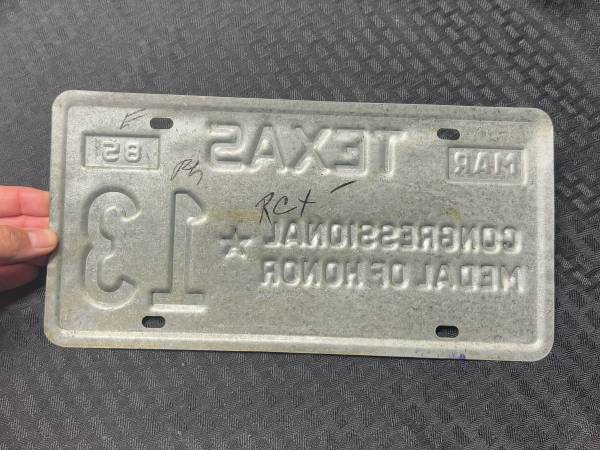 MAR TEXAS 85
CONGRESSIONAL 13
MEDAL OF HONOR
E